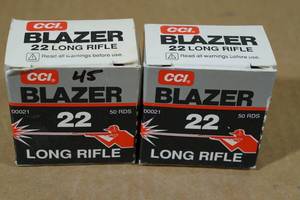 CCI.
BLAZER
22 LONG RIFLE
Read all warnings before use.
CCI.
45
BLAZER
00021
22
50 RDS
LONG RIFLE
CCI.
BLAZER
22 LONG RIFLE
Read all warnings before use.
CCI.
BLAZER
00021
22
50 RDS
LONG RIFLE